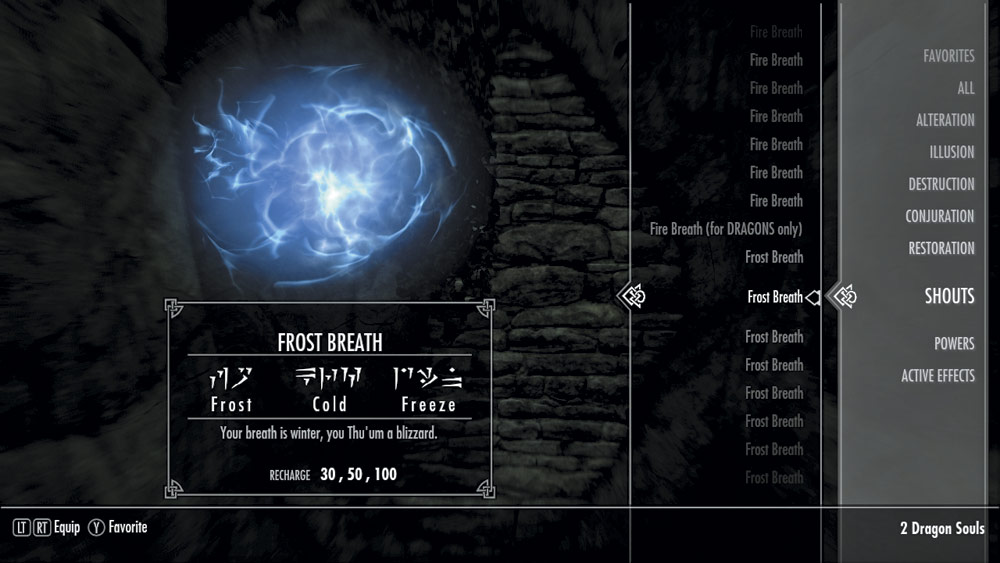 Fire Breath
Fire Breath
Fire Breath
Fire Breath
Fire Breath
Fire Breath
Fire Breath
Fire Breath (for DRAGONS only)
Frost Breath
Frost Breath
Frost Breath
Frost Breath
Frost Breath
Frost Breath
Frost Breath
Frost Breath
FAVORITES
ALL
ALTERATION
ILLUSION
DESTRUCTION
CONJURATION
RESTORATION
SHOUTS
POWERS
ACTIVE EFFECTS
FROST BREATH
Frost Cold Freeze
Your breath is winter, you Thu'um a blizzard.
RECHARGE 30 , 50 , 100
LT RT Equip Y Favorite
2 Dragon Souls